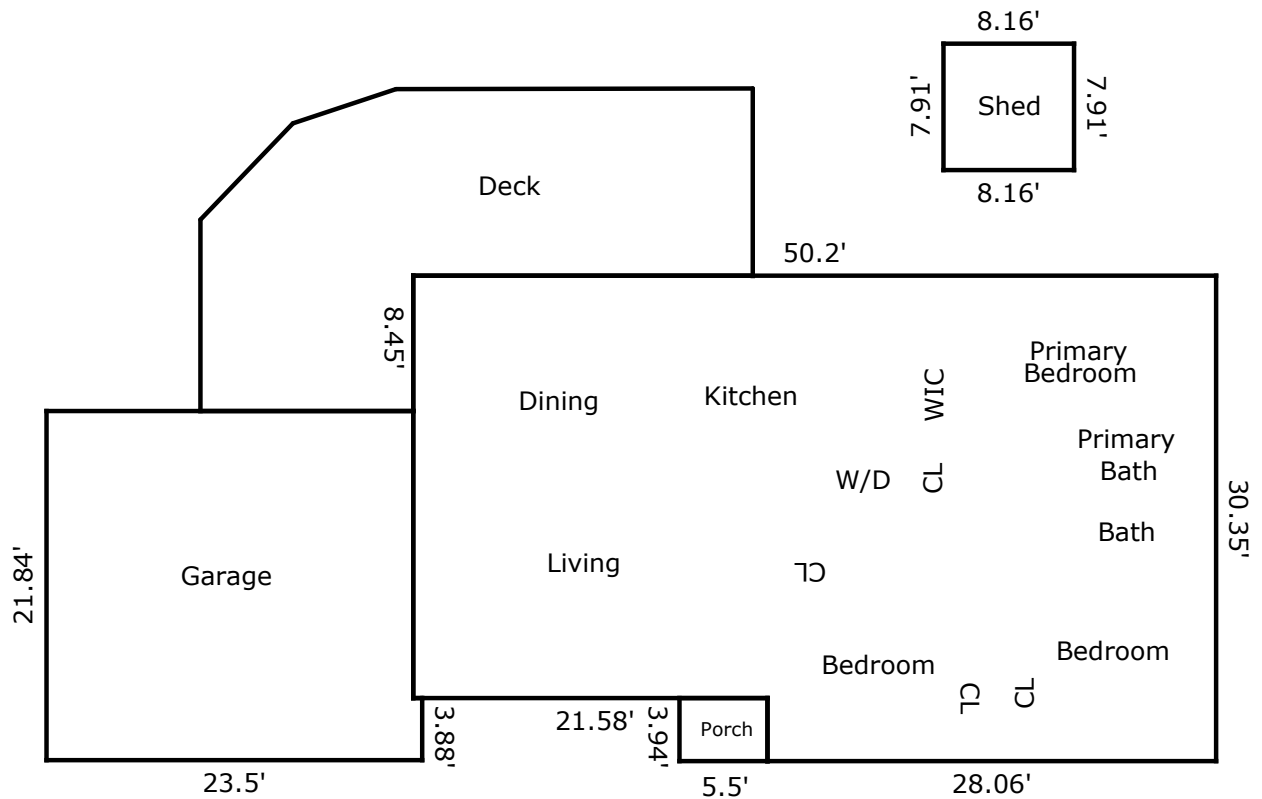 8.16'
7.91'
Shed
7.91'
8.16'
Deck
50.2'
8.45'
Primary
Bedroom
Dining
Kitchen
WIC
Primary
Bath
W/D
CL
30.35'
Bath
21.84'
Garage
Living
CL
Bedroom
Bedroom
CL
CL
3.88'
21.58'
3.94'
Porch
23.5'
5.5'
28.06'